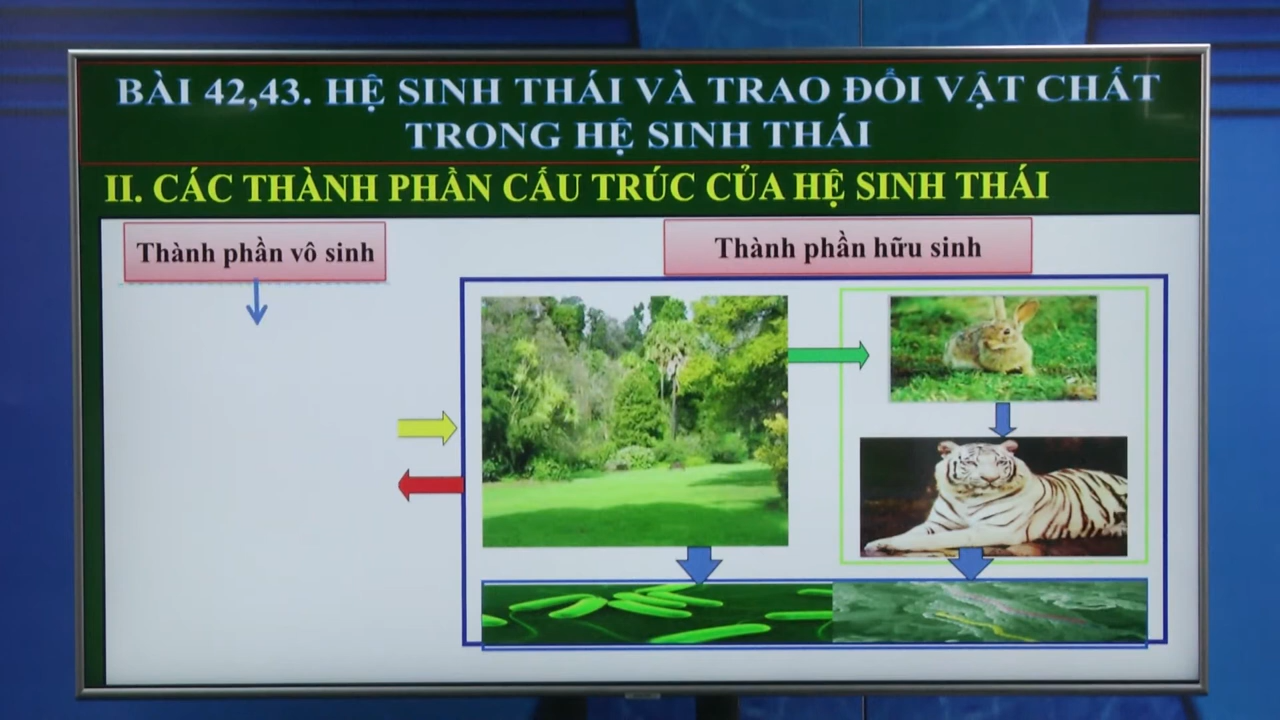 BÀI 42,43. HỆ SINH THÁI VÀ TRAO ĐỔI VẬT CHẤT
TRONG HỆ SINH THÁI
II. CÁC THÀNH PHẦN CẤU TRÚC CỦA HỆ SINH THÁI
Thành phần vô sinh
Thành phần hữu sinh